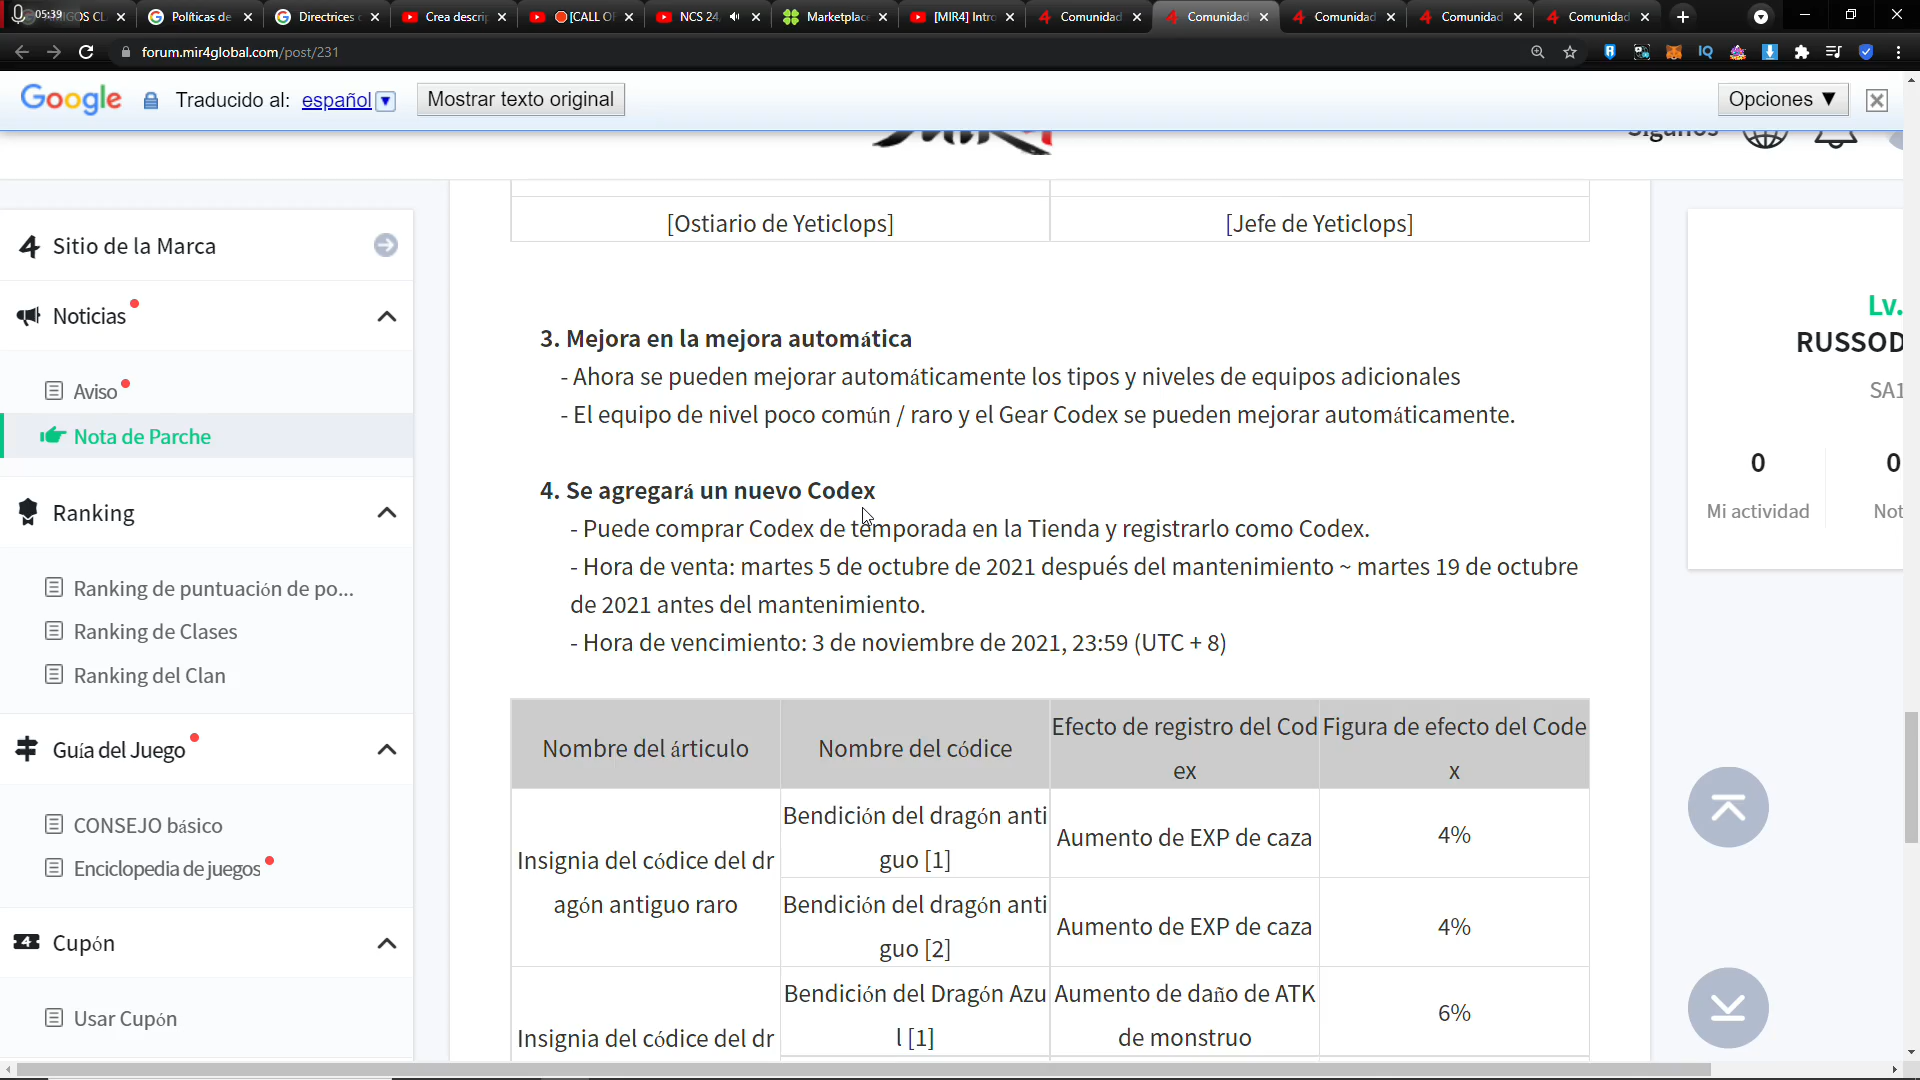 05:39
Políticas de
Directrices
Crea descrip
[CALL O
NCS 24
Marketplac
[MIR4] Intro
Comunidad
Comunidad
Comunidad
Comunidad
Comunidad
forum.mir4global.com/post/231
Google
Traducido al: español
Mostrar texto original
Opciones ▼
Síganos
[Ostiario de Yeticlops]
[Jefe de Yeticlops]
Sitio de la Marca
Noticias
Aviso
Nota de Parche
Ranking
Ranking de puntuación de po...
Ranking de Clases
Ranking del Clan
Guía del Juego
CONSEJO básico
Enciclopedia de juegos
Cupón
Usar Cupón
3. Mejora en la mejora automática
- Ahora se pueden mejorar automáticamente los tipos y niveles de equipos adicionales
- El equipo de nivel poco común / raro y el Gear Codex se pueden mejorar automáticamente.
4. Se agregará un nuevo Codex
- Puede comprar Codex de temporada en la Tienda y registrarlo como Codex.
- Hora de venta: martes 5 de octubre de 2021 después del mantenimiento ~ martes 19 de octubre
de 2021 antes del mantenimiento.
- Hora de vencimiento: 3 de noviembre de 2021, 23:59 (UTC + 8)
Nombre del árticulo
Nombre del códice
Efecto de registro del Cod
ex
Figura de efecto del Code
x
Insignia del códice del dr
agón antiguo raro
Bendición del dragón anti
guo [1]
Aumento de EXP de caza
4%
Bendición del dragón anti
guo [2]
Aumento de EXP de caza
4%
Insignia del códice del dr
Bendición del Dragón Azu
l [1]
Aumento de daño de ATK
de monstruo
6%
Lv.
RUSSOD
SA1
0
Mi actividad
0
Not